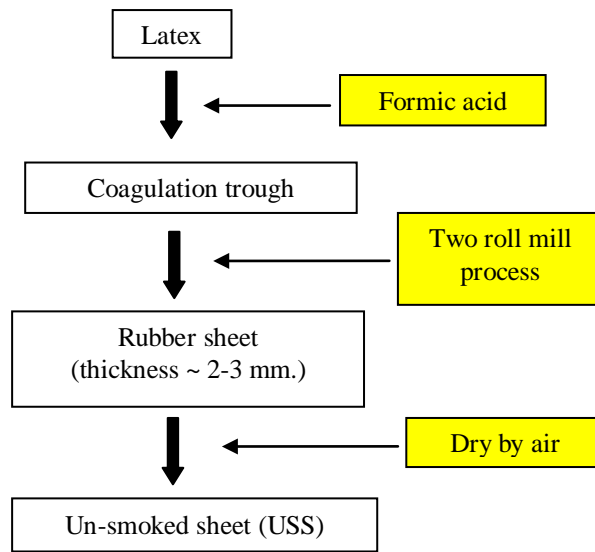 Latex
Formic acid
Coagulation trough
Two roll mill
process
Rubber sheet
(thickness ~ 2-3 mm.)
Dry by air
Un-smoked sheet (USS)